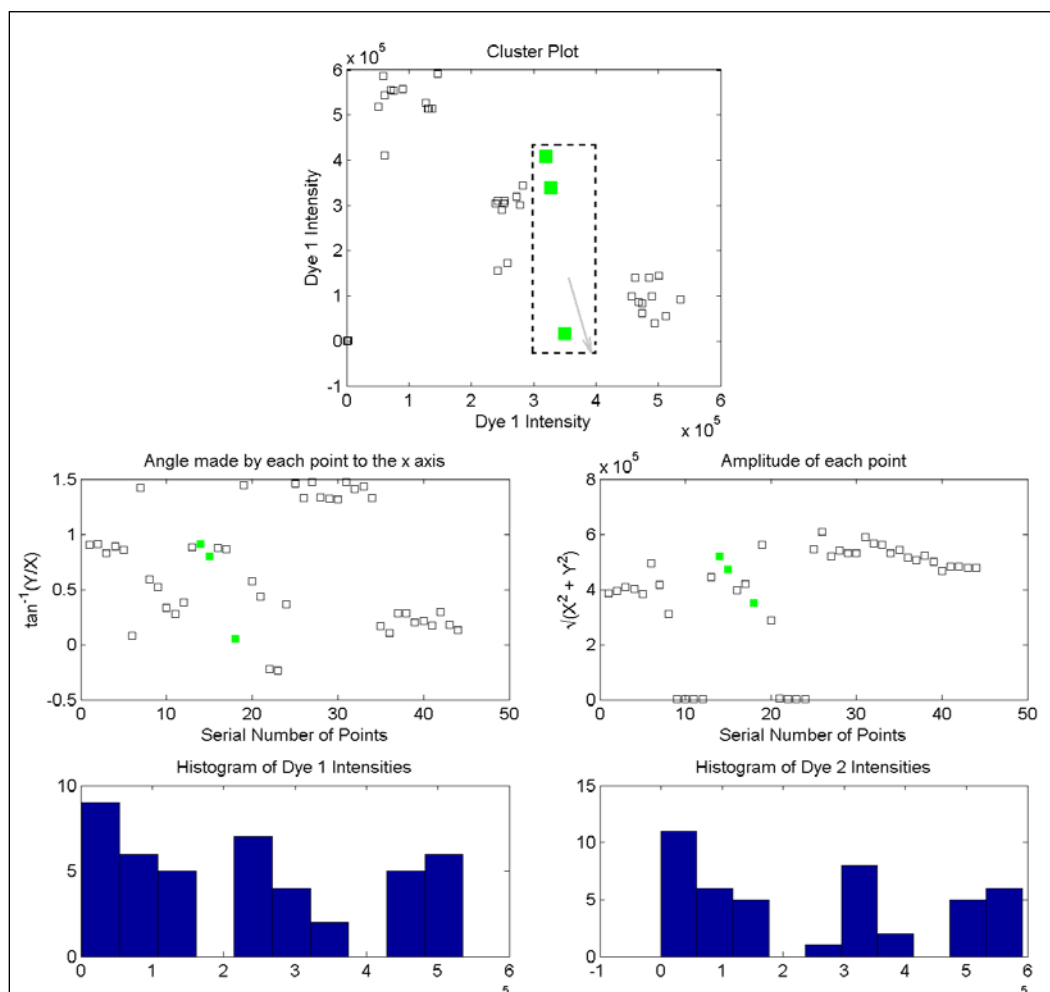 Cluster Plot
× 10^5
6
5
4
3
2
1
0
-1
Dye 1 Intensity
0 1 2 3 4 5 6
Dye 1 Intensity
× 10^5
Angle made by each point to the x axis
1.5
1
0.5
0
-0.5
tan^-1(Y/X)
0 10 20 30 40 50
Serial Number of Points
Amplitude of each point
× 10^5
8
6
4
2
0
√(X^2 + Y^2)
0 10 20 30 40 50
Serial Number of Points
Histogram of Dye 1 Intensities
10
5
0
0 1 2 3 4 5 6
5
Histogram of Dye 2 Intensities
15
10
5
0
-1 0 1 2 3 4 5 6
5